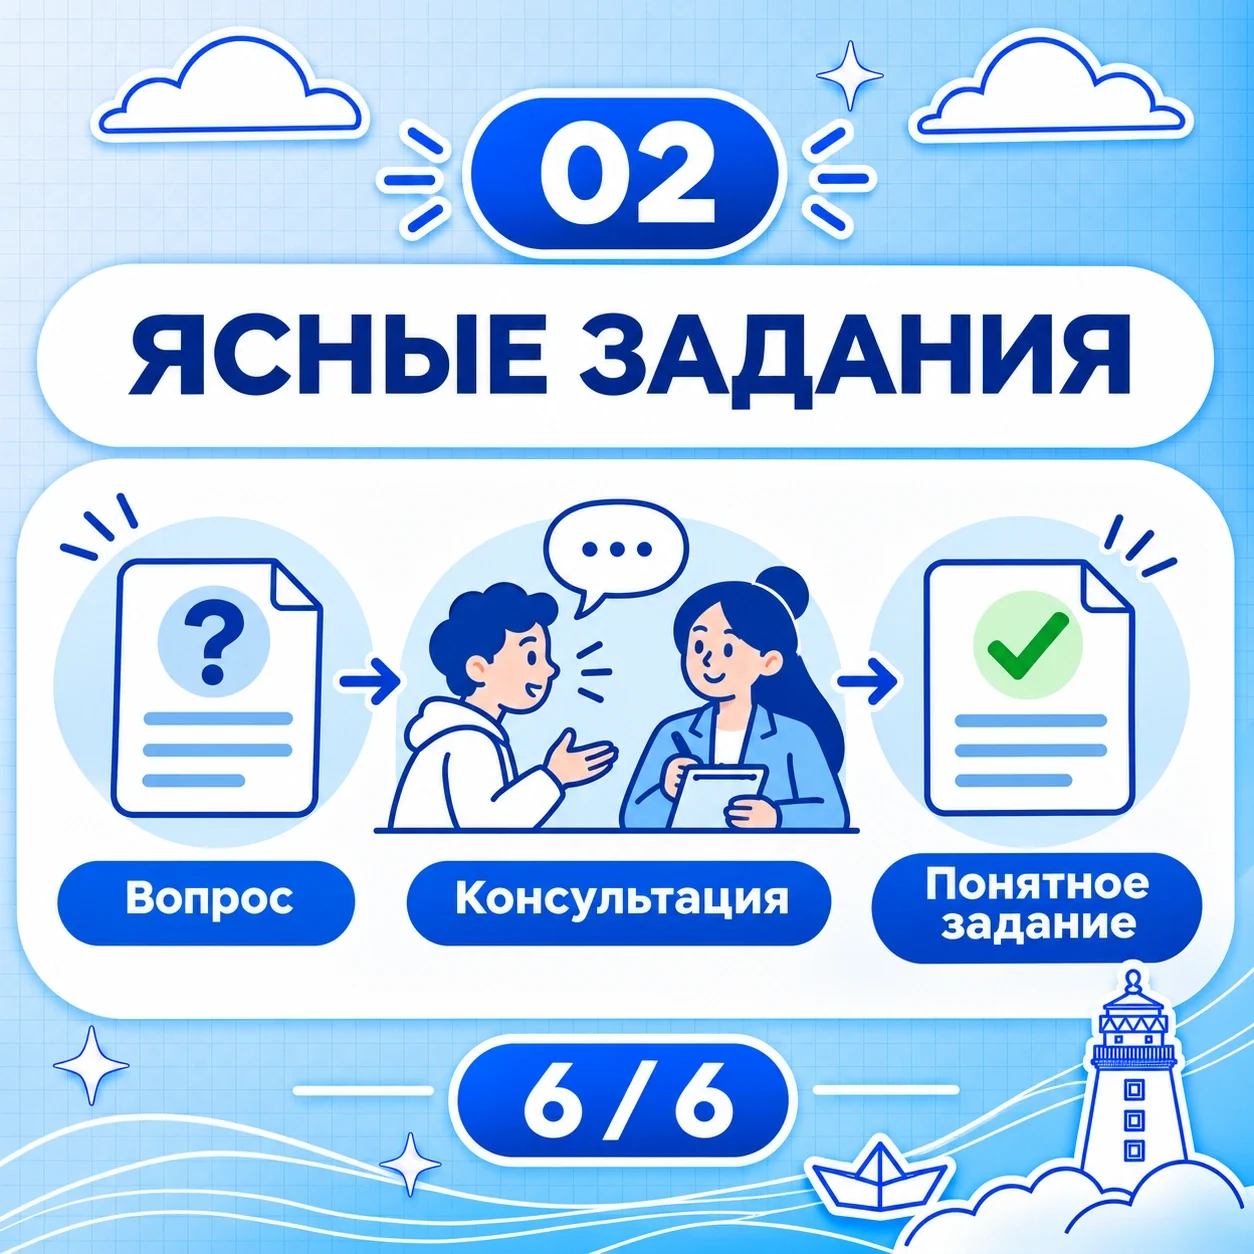 02
ЯСНЫЕ ЗАДАНИЯ
?
Вопрос
Консультация
Понятное
задание
6/6